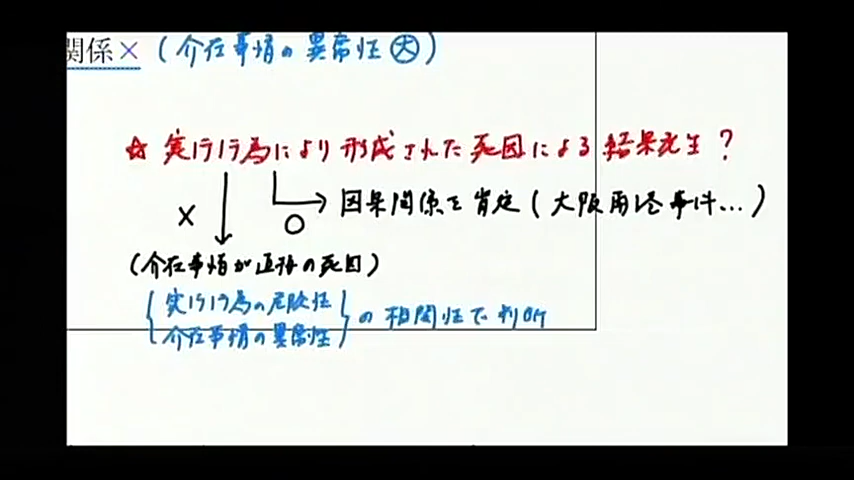 関係×（介在事情の異常性大）
☆ 実行行為により形成された死因による結果発生？
× ○ 因果関係を肯定（大阪南港事件…）
（介在事情が直接の死因）
実行行為の危険性
介在事情の異常性
の相関性で判断